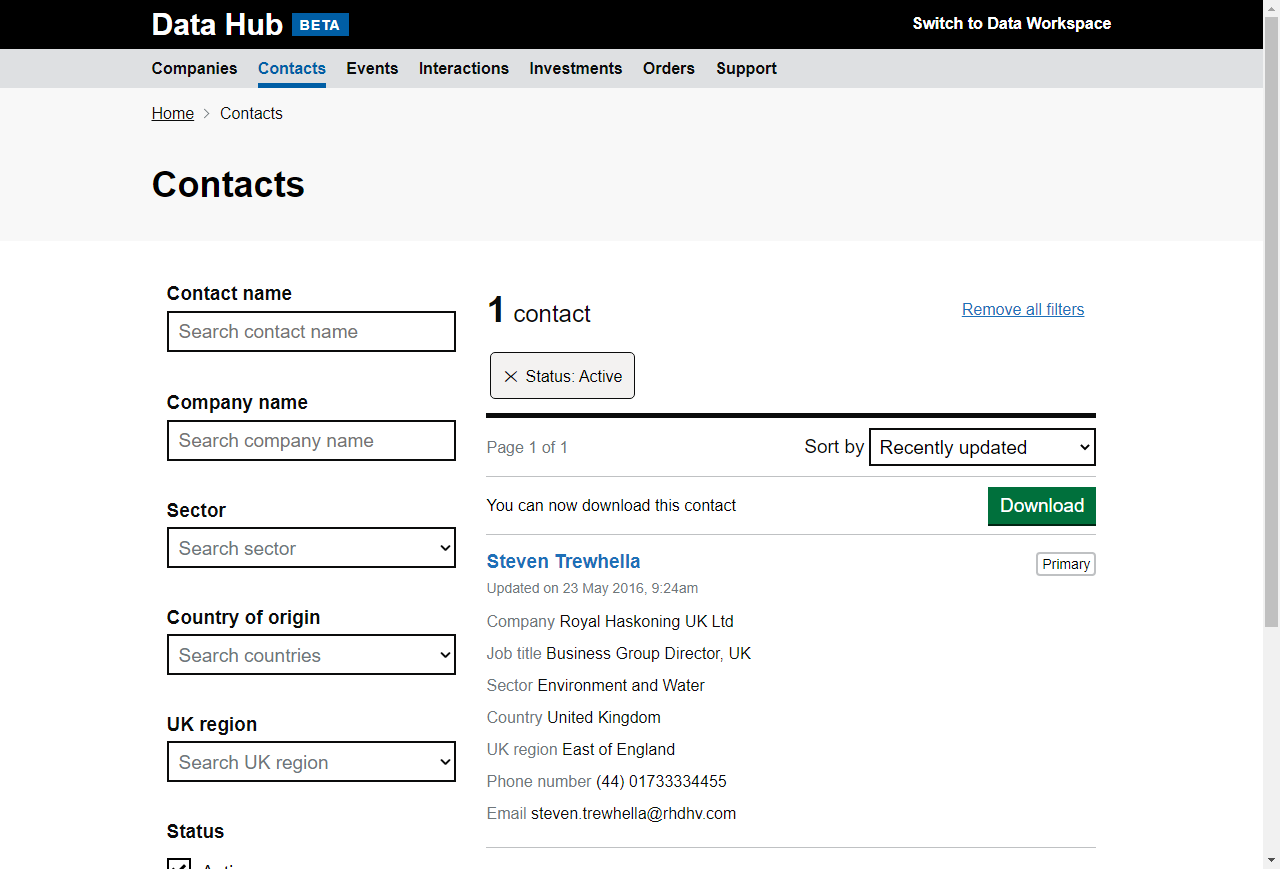 Data Hub BETA
Switch to Data Workspace
Companies Contacts Events Interactions Investments Orders Support
Home Contacts
Contacts
Contact name
Search contact name
Company name
Search company name
Sector
Search sector
Country of origin
Search countries
UK region
Search UK region
Status
1 contact
Remove all filters
Status: Active
Page 1 of 1
Sort by Recently updated
You can now download this contact
Download
Steven Trewhella
Primary
Updated on 23 May 2016, 9:24am
Company Royal Haskoning UK Ltd
Job title Business Group Director, UK
Sector Environment and Water
Country United Kingdom
UK region East of England
Phone number (44) 01733334455
Email steven.trewhella@rhdhv.com